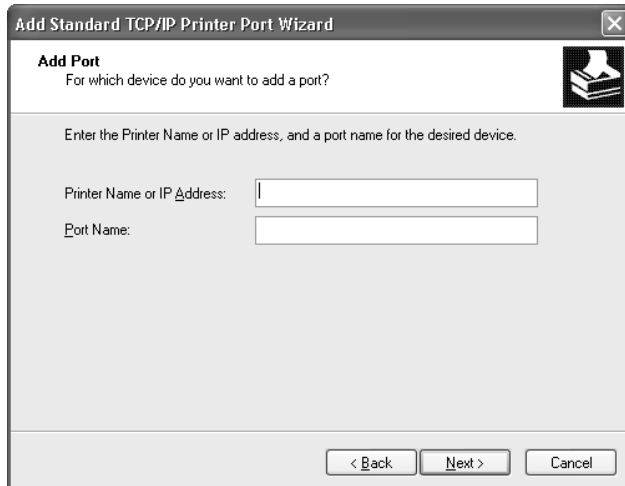 Add Standard TCP/IP Printer Port Wizard
Add Port
For which device do you want to add a port?
Enter the Printer Name or IP address, and a port name for the desired device.
Printer Name or IP Address:
Port Name:
< Back
Next >
Cancel